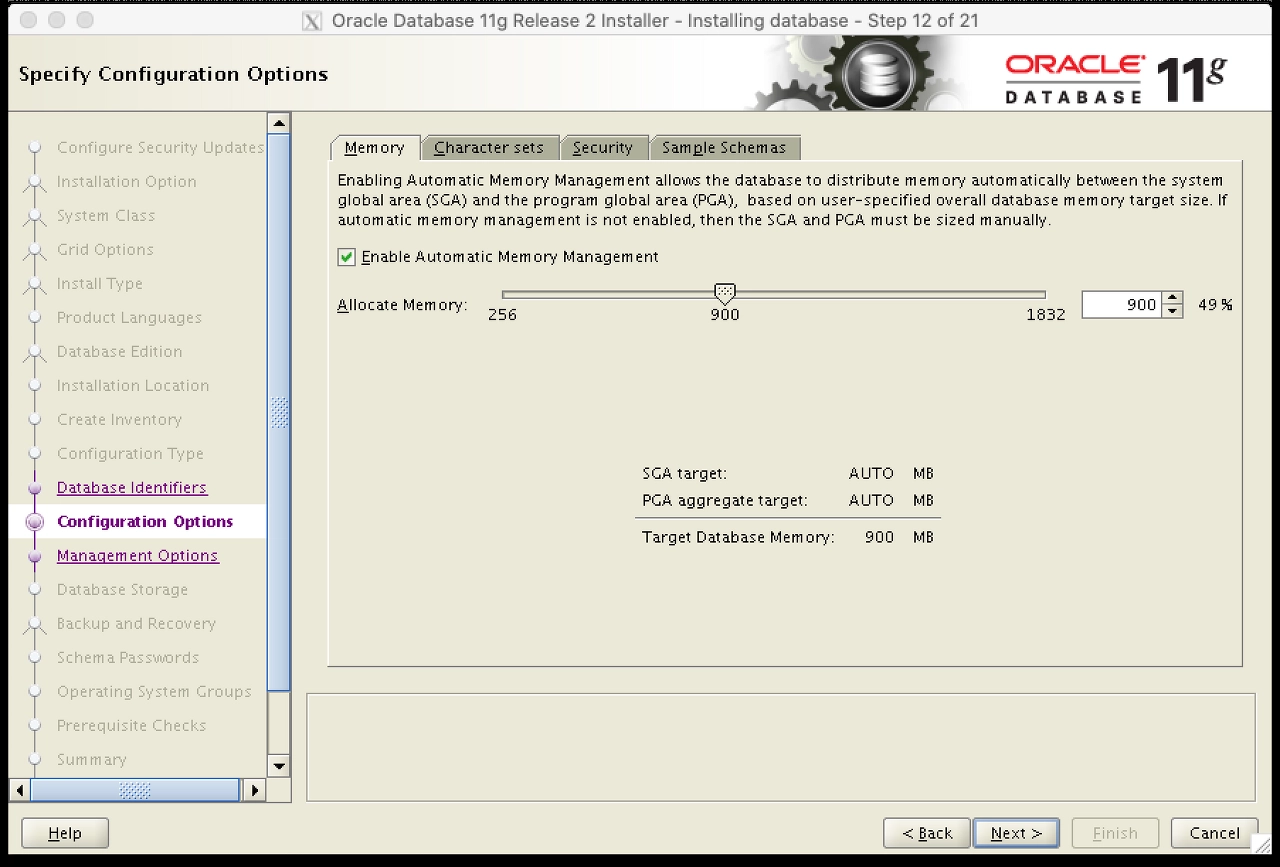 Oracle Database 11g Release 2 Installer - Installing database - Step 12 of 21
Specify Configuration Options
ORACLE
DATABASE
11g
Configure Security Updates
Installation Option
System Class
Grid Options
Install Type
Product Languages
Database Edition
Installation Location
Create Inventory
Configuration Type
Database Identifiers
Configuration Options
Management Options
Database Storage
Backup and Recovery
Schema Passwords
Operating System Groups
Prerequisite Checks
Summary
Memory Character sets Security Sample Schemas
Enabling Automatic Memory Management allows the database to distribute memory automatically between the system
global area (SGA) and the program global area (PGA), based on user-specified overall database memory target size. If
automatic memory management is not enabled, then the SGA and PGA must be sized manually.
Enable Automatic Memory Management
Allocate Memory: 900 49 %
256 900 1832
SGA target: AUTO MB
PGA aggregate target: AUTO MB
Target Database Memory: 900 MB
Help < Back Next > Finish Cancel